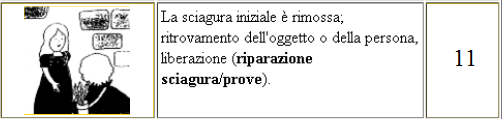 La sciagura iniziale è rimossa;
ritrovamento dell'oggetto o della persona,
liberazione (riparazione
sciagura/prove).
11